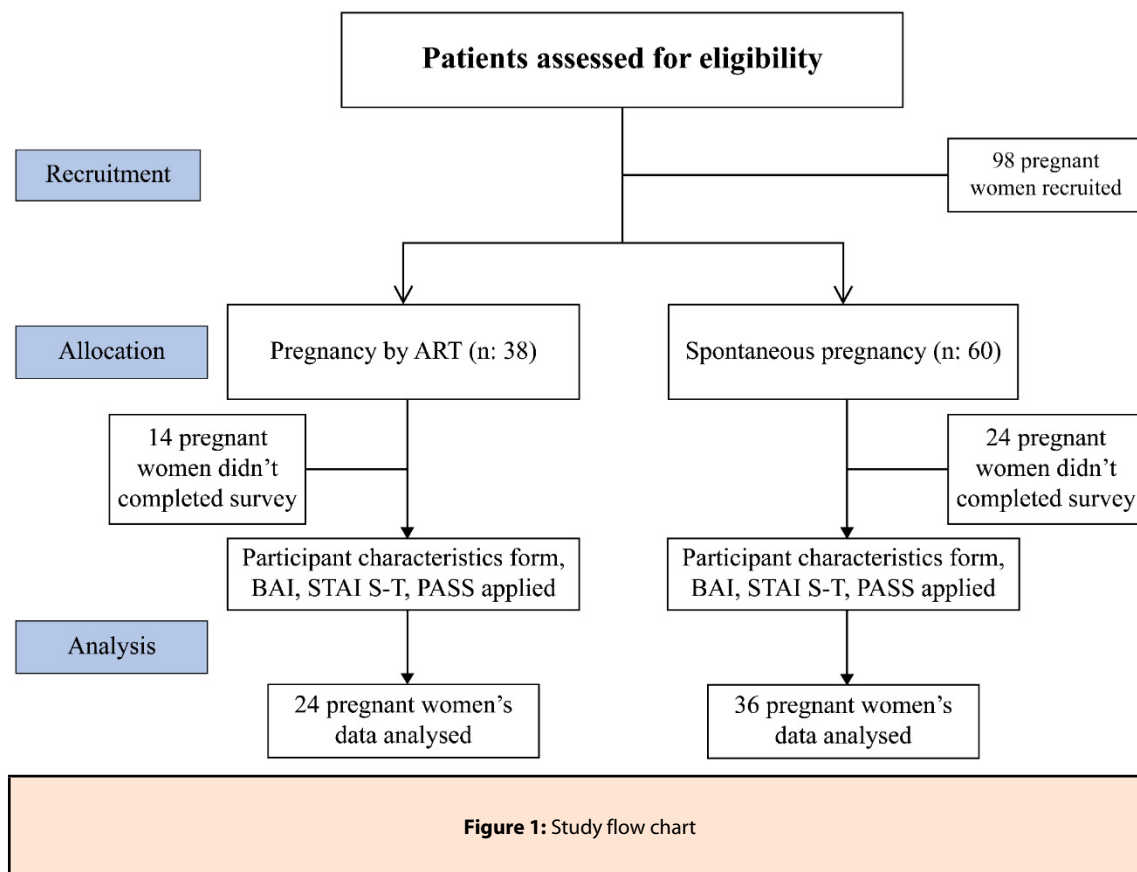 Patients assessed for eligibility
Recruitment
98 pregnant
women recruited
Allocation
Pregnancy by ART (n: 38)
Spontaneous pregnancy (n: 60)
14 pregnant
women didn’t
completed survey
24 pregnant
women didn’t
completed survey
Participant characteristics form,
BAI, STAI S-T, PASS applied
Participant characteristics form,
BAI, STAI S-T, PASS applied
Analysis
24 pregnant women’s
data analysed
36 pregnant women’s
data analysed
Figure 1: Study flow chart